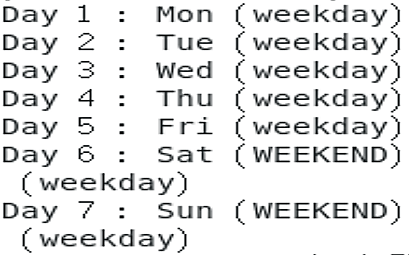 Day 1 : Mon (weekday)
Day 2 : Tue (weekday)
Day 3 : Wed (weekday)
Day 4 : Thu (weekday)
Day 5 : Fri (weekday)
Day 6 : Sat (WEEKEND)
(weekday)
Day 7 : Sun (WEEKEND)
(weekday)